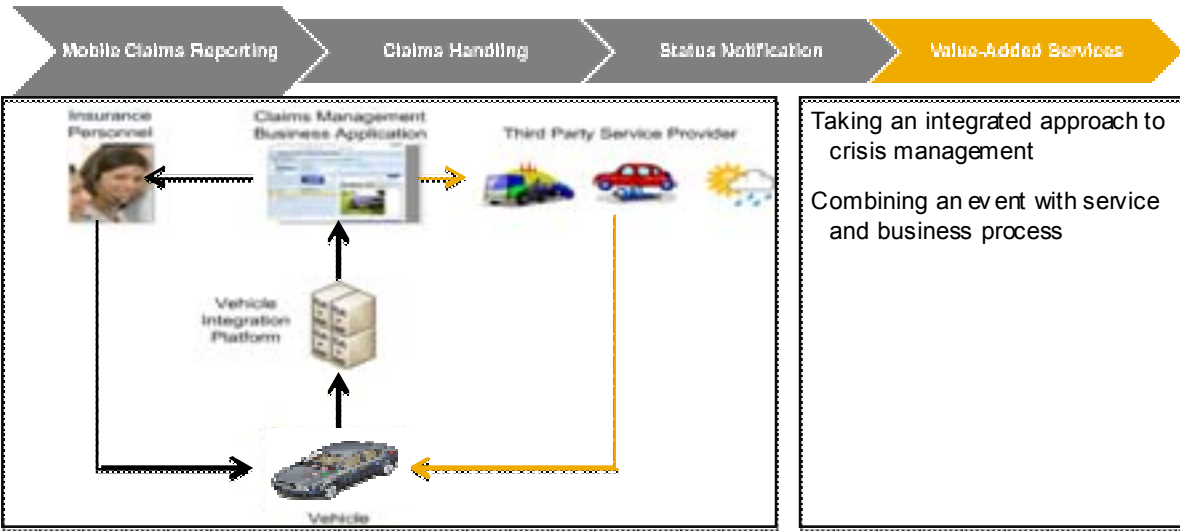 Mobile Claims Reporting
Claims Handling
Status Notification
Value-Added Services
Insurance
Personnel
Claims Management
Business Application
Third Party Service Provider
Vehicle
Integration
Platform
Vehicle
Taking an integrated approach to
crisis management
Combining an event with service
and business process